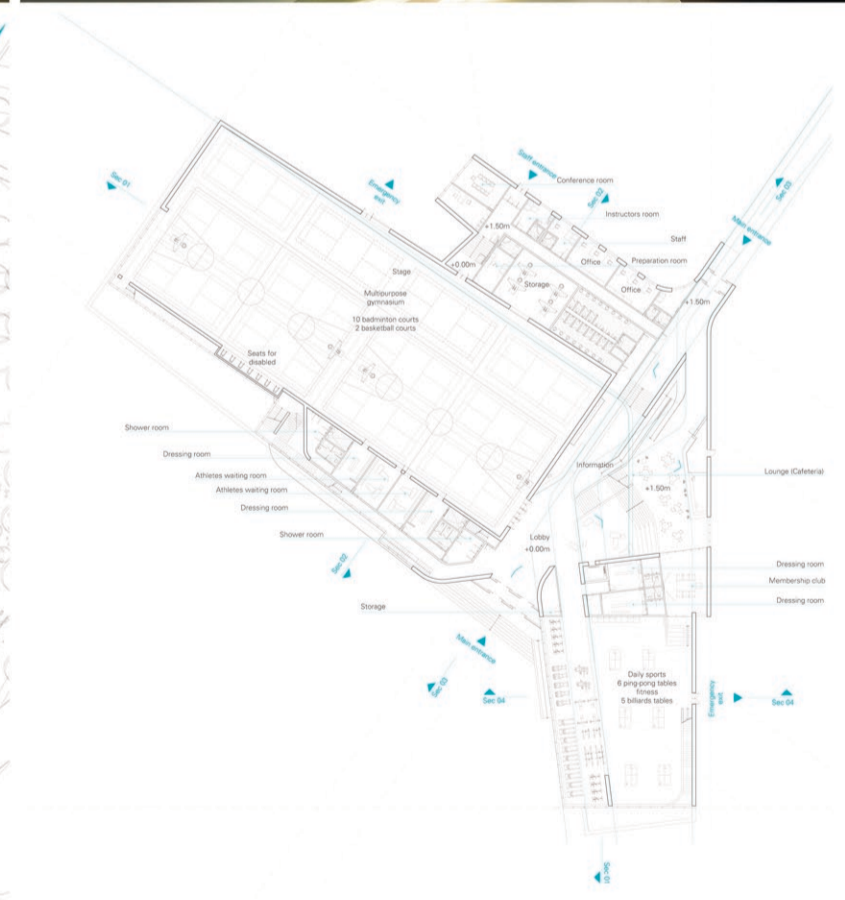 Sec 01
Emergency
exit
Staff entrance
Conference room
Sec 02
Sec 03
Instructors room
Main entrance
+1.50m
Staff
Office
Preparation room
+0.00m
Stage
Storage
Office
Multipurpose
gymnasium
+1.50m
10 badminton courts
2 basketball courts
Seats for
disabled
Shower room
Dressing room
Information
Lounge (Cafeteria)
Athletes waiting room
Athletes waiting room
+1.50m
Dressing room
Shower room
Lobby
+0.00m
Sec 02
Dressing room
Membership club
Dressing room
Storage
Main entrance
Daily sports
6 ping-pong tables
fitness
5 billiards tables
Sec 03
Sec 04
Emergency
exit
Sec 04
Sec 01